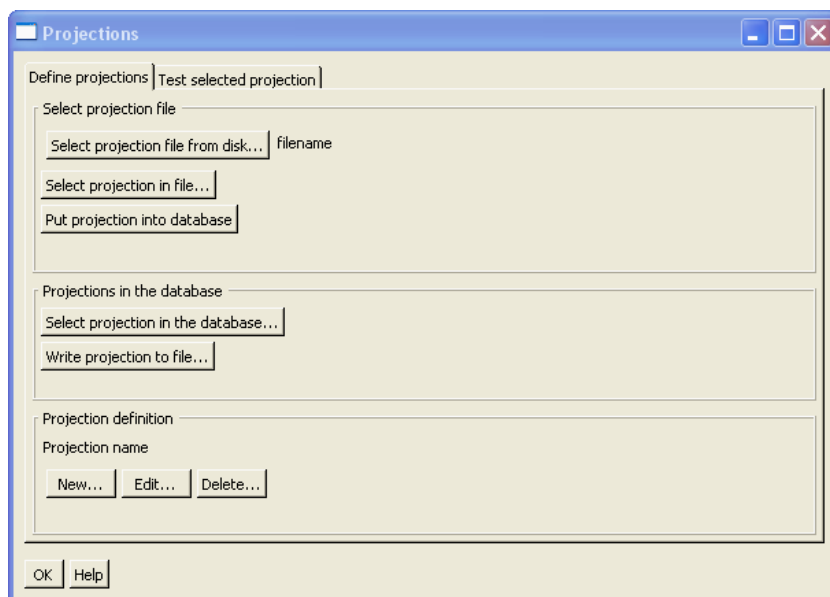 Projections
Define projections Test selected projection
Select projection file
Select projection file from disk... filename
Select projection in file...
Put projection into database
Projections in the database
Select projection in the database...
Write projection to file...
Projection definition
Projection name
New... Edit... Delete...
OK Help